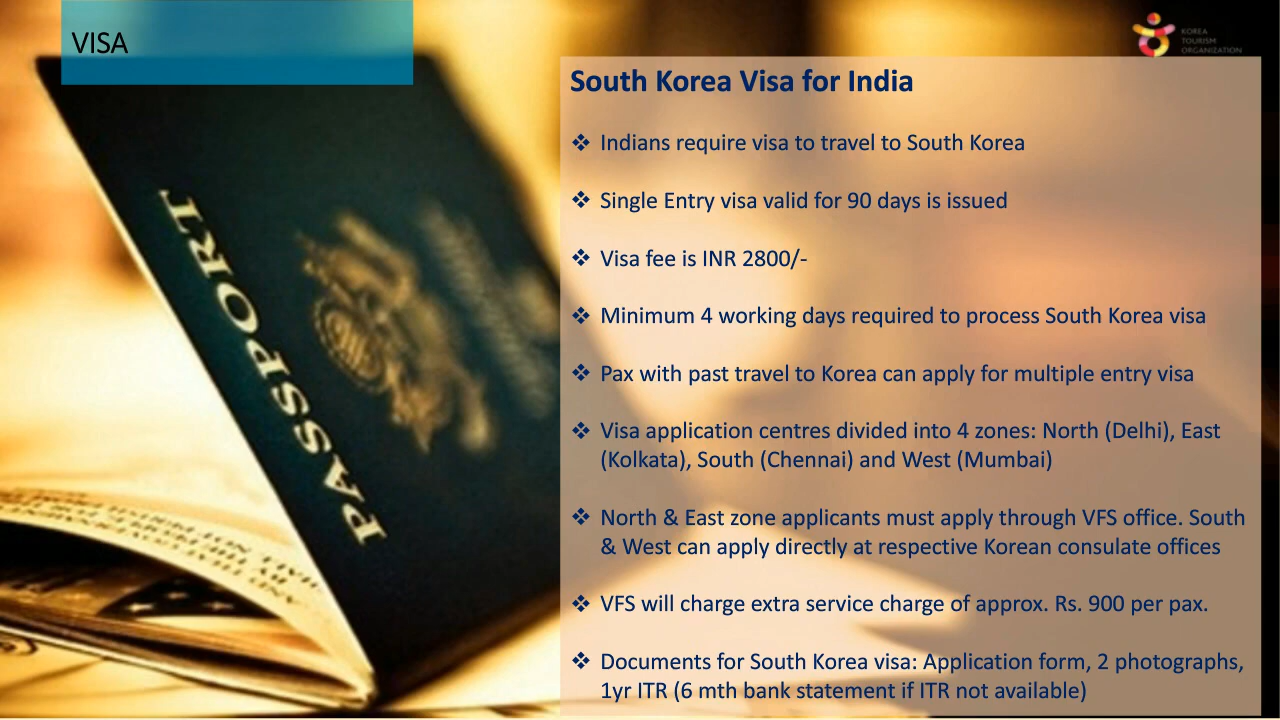 VISA
KOREA
TOURISM
ORGANIZATION
South Korea Visa for India
❖ Indians require visa to travel to South Korea
❖ Single Entry visa valid for 90 days is issued
❖ Visa fee is INR 2800/-
❖ Minimum 4 working days required to process South Korea visa
❖ Pax with past travel to Korea can apply for multiple entry visa
❖ Visa application centres divided into 4 zones: North (Delhi), East
(Kolkata), South (Chennai) and West (Mumbai)
❖ North & East zone applicants must apply through VFS office. South
& West can apply directly at respective Korean consulate offices
❖ VFS will charge extra service charge of approx. Rs. 900 per pax.
❖ Documents for South Korea visa: Application form, 2 photographs,
1yr ITR (6 mth bank statement if ITR not available)
PASSPORT